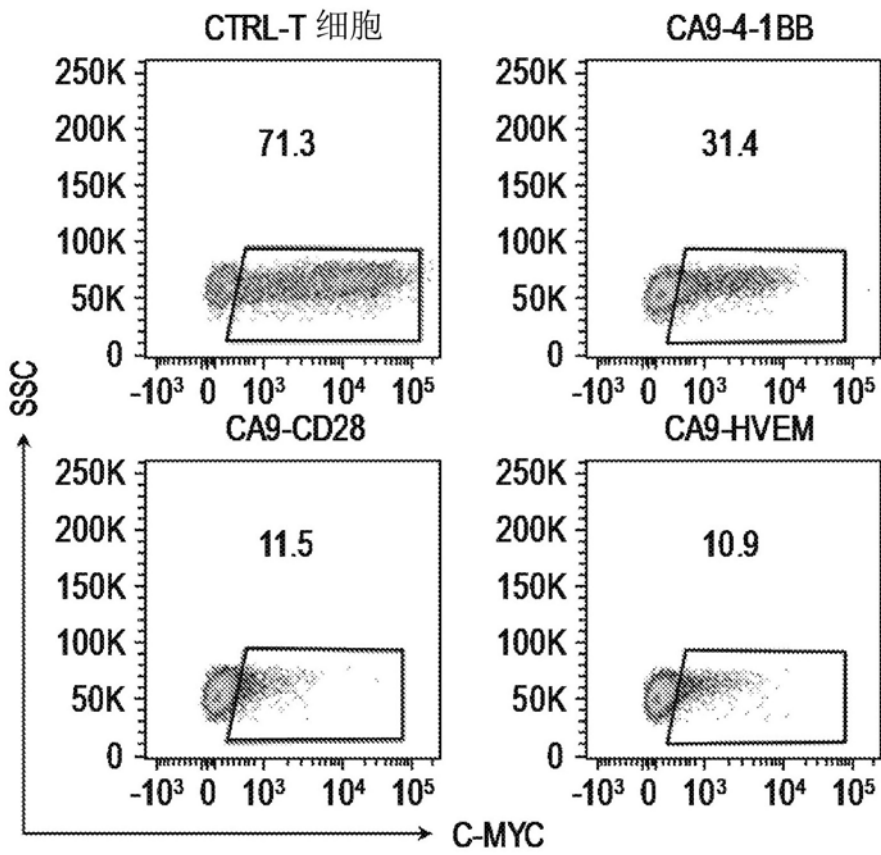 CTRL-T 细胞
250K
200K
150K
100K
50K
0
71.3
-10³ 0 10³ 10⁴ 10⁵
CA9-4-1BB
250K
200K
150K
100K
50K
0
31.4
-10³ 0 10³ 10⁴ 10⁵
CA9-CD28
250K
200K
150K
100K
50K
0
11.5
-10³ 0 10³ 10⁴ 10⁵
CA9-HVEM
250K
200K
150K
100K
50K
0
10.9
-10³ 0 10³ 10⁴ 10⁵
SSC
C-MYC